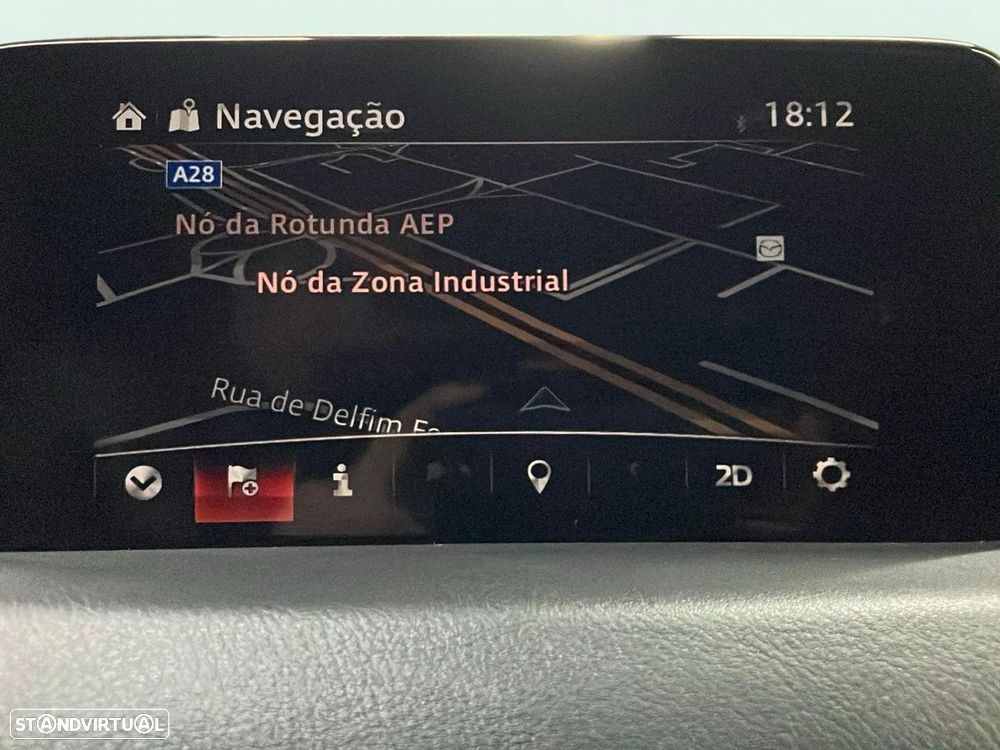 Navegação
18:12
A28
Nó da Rotunda AEP
Nó da Zona Industrial
Rua de Delfim
2D
STANDVIRTUAL